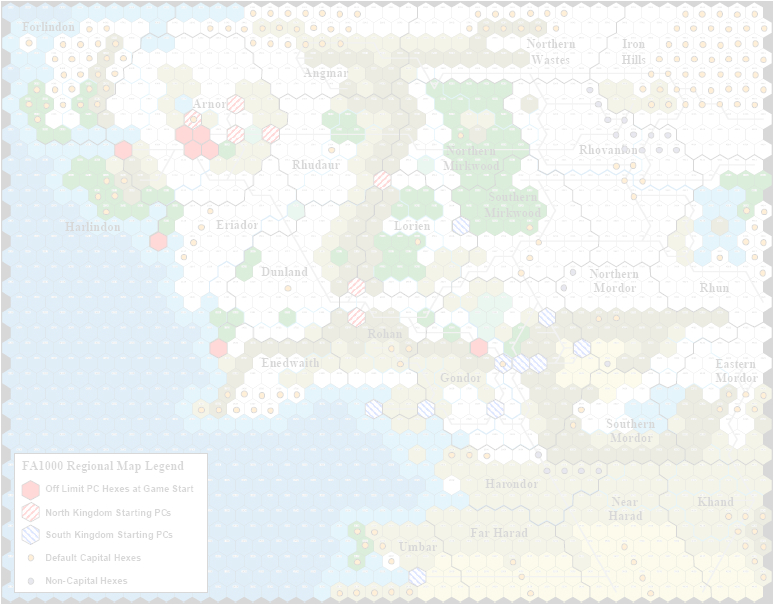 Forlindon
Northern
Wastes
Iron
Hills
Angmar
Arnor
Rhudaur
Northern
Mirkwood
Rhovanion
Southern
Mirkwood
Harlindon
Eriador
Lorien
Dunland
Northern
Mordor
Rhun
Rohan
Enedwaith
Gondor
Eastern
Mordor
Southern
Mordor
FA1000 Regional Map Legend
Off Limit PC Hexes at Game Start
North Kingdom Starting PCs
South Kingdom Starting PCs
Default Capital Hexes
Non-Capital Hexes
Harondor
Near
Harad
Khand
Far Harad
Umbar